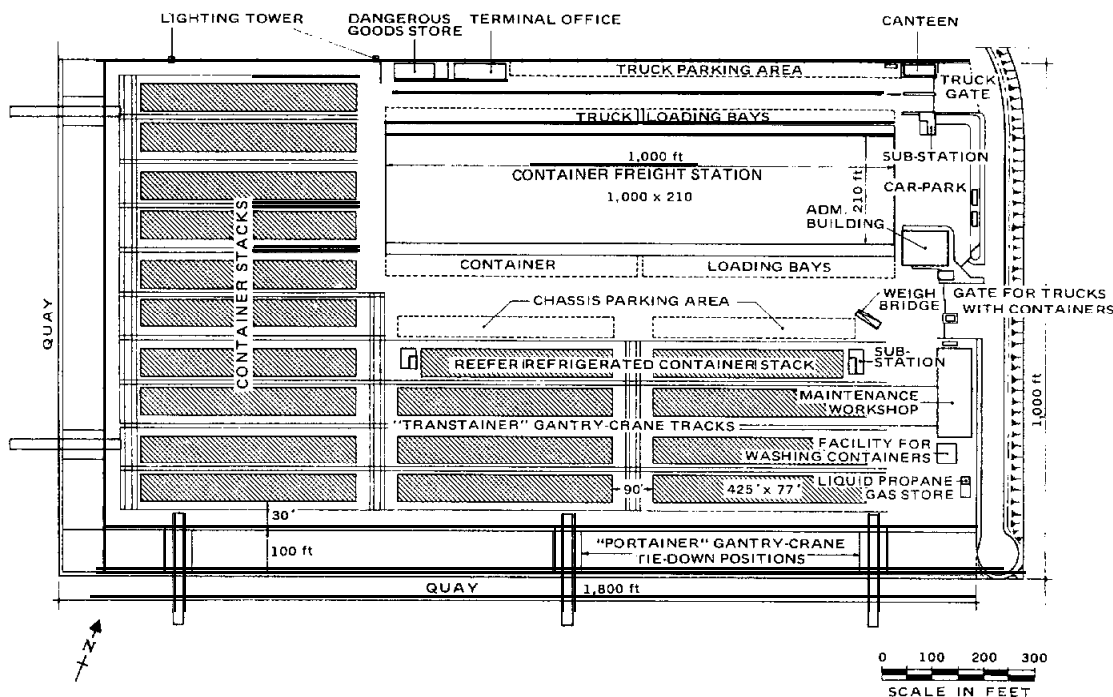 LIGHTING TOWER
DANGEROUS
GOODS STORE
TERMINAL OFFICE
CANTEEN
TRUCK PARKING AREA
TRUCK
GATE
TRUCK LOADING BAYS
SUB-STATION
1,000 ft
CONTAINER FREIGHT STATION
1,000 x 210
210 ft
CAR-PARK
ADM.
BUILDING
CONTAINER
LOADING BAYS
CONTAINER STACKS
QUAY
CHASSIS PARKING AREA
WEIGH
BRIDGE
GATE FOR TRUCKS
WITH CONTAINERS
REEFER (REFRIGERATED CONTAINER) STACK
SUB-
STATION
1,000 ft
MAINTENANCE
WORKSHOP
"TRANSTAINER" GANTRY-CRANE TRACKS
FACILITY FOR
WASHING CONTAINERS
90'
425' x 77'
LIQUID PROPANE
GAS STORE
30'
100 ft
"PORTAINER" GANTRY-CRANE
TIE-DOWN POSITIONS
QUAY
1,800 ft
N
0 100 200 300
SCALE IN FEET